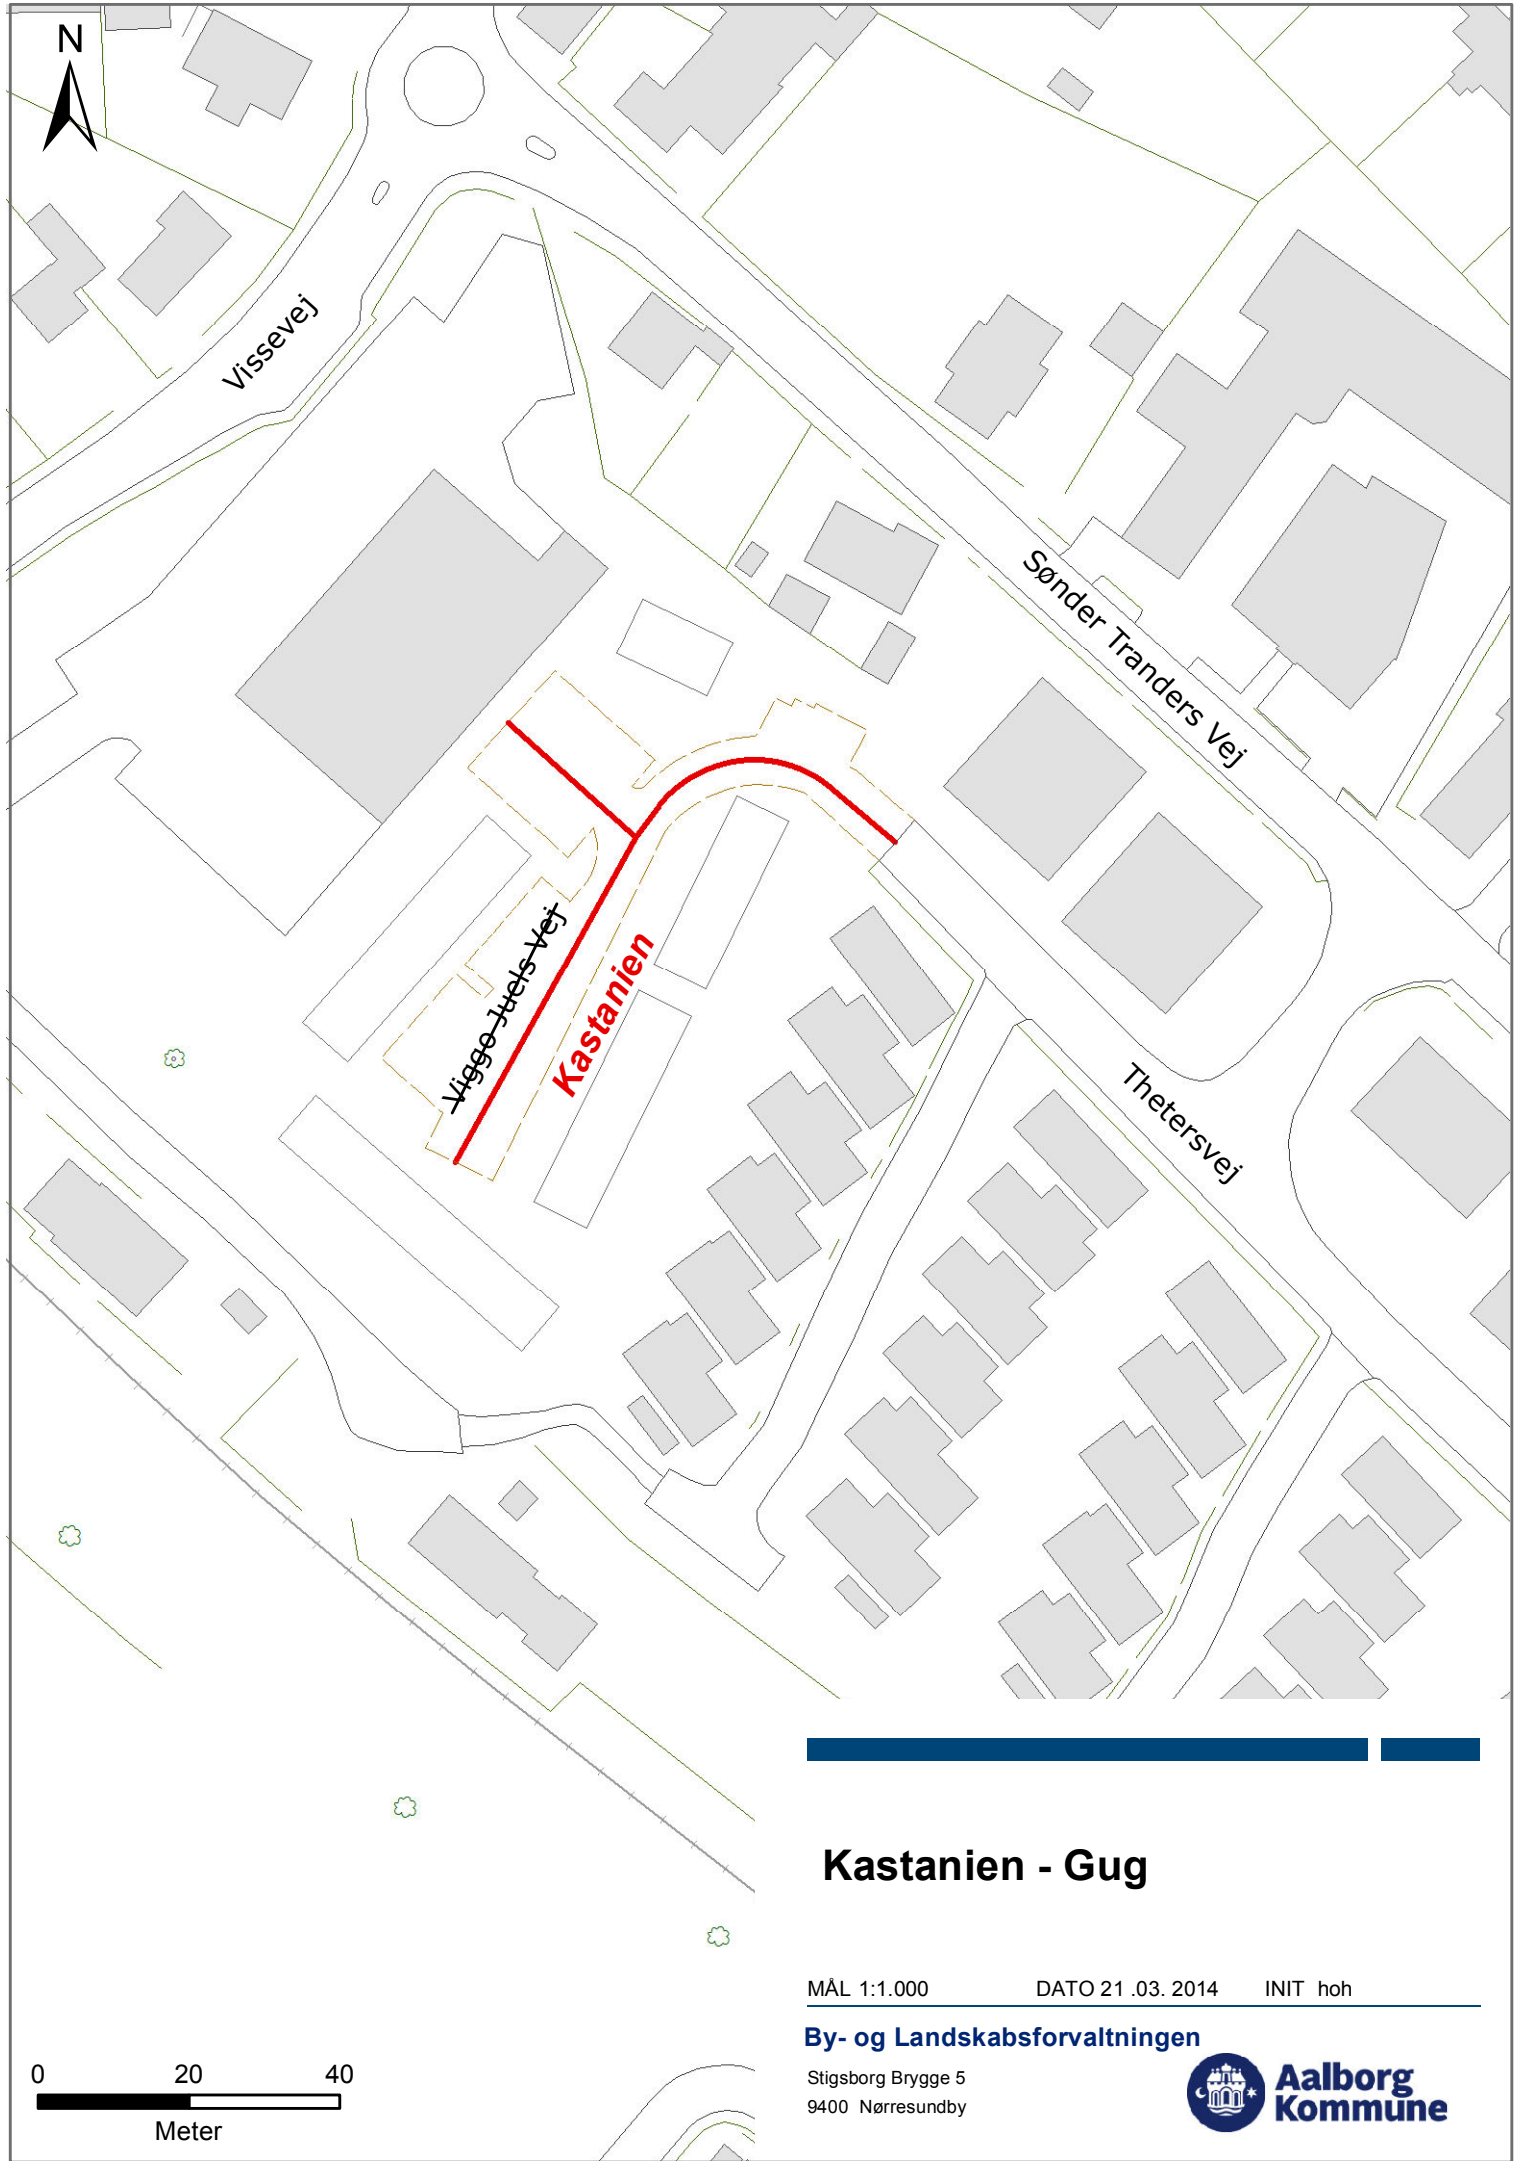 N
Vissevej
Sønder Tranders Vej
Viggo Juels Vej
Kastanien
Thetersvej
Kastanien - Gug
MÅL 1:1.000 DATO 21 .03. 2014 INIT hoh
By- og Landskabsforvaltningen
Stigsborg Brygge 5
9400 Nørresundby
Aalborg
Kommune
0 20 40
Meter